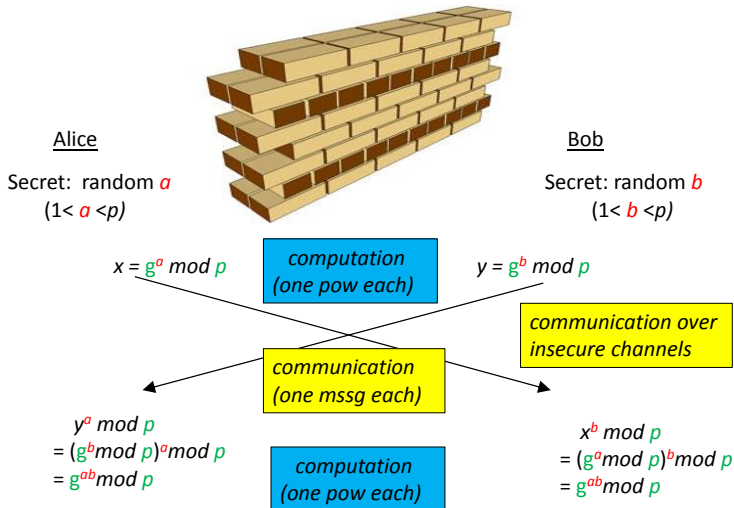 Alice
Bob
Secret: random a
(1< a <p)
Secret: random b
(1< b <p)
x = gᵃ mod p
computation
(one pow each)
y = gᵇ mod p
communication over
insecure channels
communication
(one mssg each)
yᵃ mod p
= (gᵇmod p)ᵃmod p
= gᵃᵇmod p
computation
(one pow each)
xᵇ mod p
= (gᵃmod p)ᵇmod p
= gᵃᵇmod p